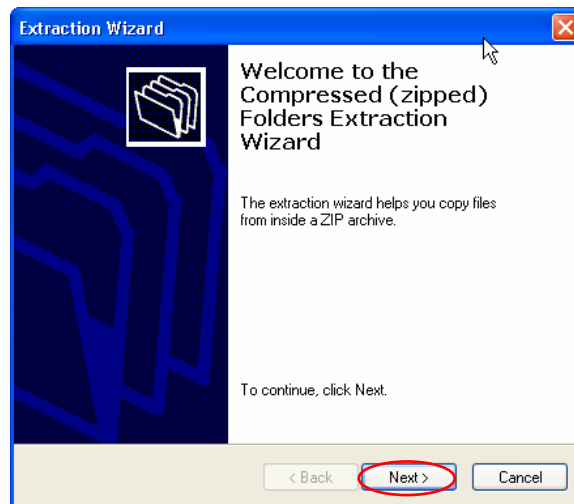 Extraction Wizard
Welcome to the
Compressed (zipped)
Folders Extraction
Wizard
The extraction wizard helps you copy files
from inside a ZIP archive.
To continue, click Next.
< Back Next > Cancel